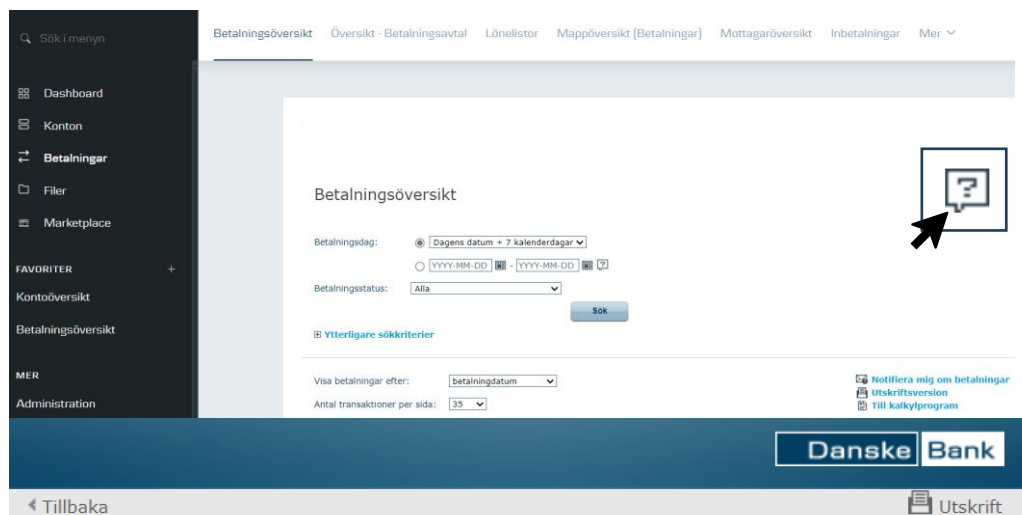 Sök i menyn
Betalningsöversikt Översikt - Betalningsavtal Lönelistor Mappöversikt (Betalningar) Mottagaröversikt Inbetalningar Mer
Dashboard
Konton
Betalningar
Filer
Marketplace
FAVORITER +
Kontoöversikt
Betalningsöversikt
MER
Administration
Betalningsöversikt
?
Betalningsdag: Dagens datum + 7 kalenderdagar
YYYY-MM-DD - YYYY-MM-DD ?
Betalningsstatus: Alla
Sök
Ytterligare sökkriterier
Visa betalningar efter: betalningdatum
Antal transaktioner per sida: 35
Notifiera mig om betalningar
Utskriftsversion
Till kalkylprogram
Danske Bank
Tillbaka
Utskrift